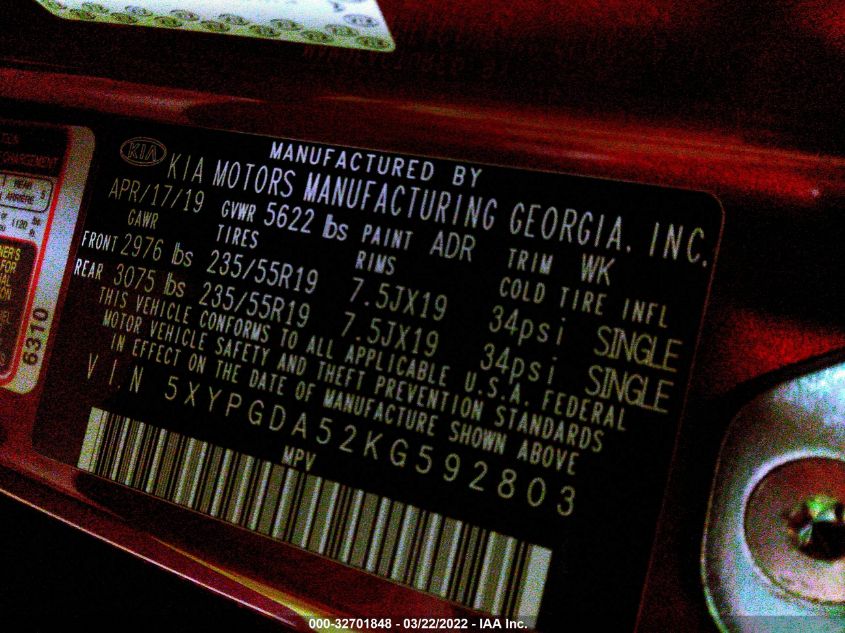 KIA
MANUFACTURED BY
KIA MOTORS MANUFACTURING GEORGIA, INC.
APR/17/19 GVWR 5622 lbs PAINT ADR TRIM WK
GAWR TIRES RIMS COLD TIRE INFL
FRONT 2976 lbs 235/55R19 7.5JX19 34psi SINGLE
REAR 3075 lbs 235/55R19 7.5JX19 34psi SINGLE
THIS VEHICLE CONFORMS TO ALL APPLICABLE U.S.A. FEDERAL
MOTOR VEHICLE SAFETY AND THEFT PREVENTION STANDARDS
IN EFFECT ON THE DATE OF MANUFACTURE SHOWN ABOVE
VIN 5XYPGDA52KG592803
MPV
6310
000-32701848 - 03/22/2022 - IAA Inc.